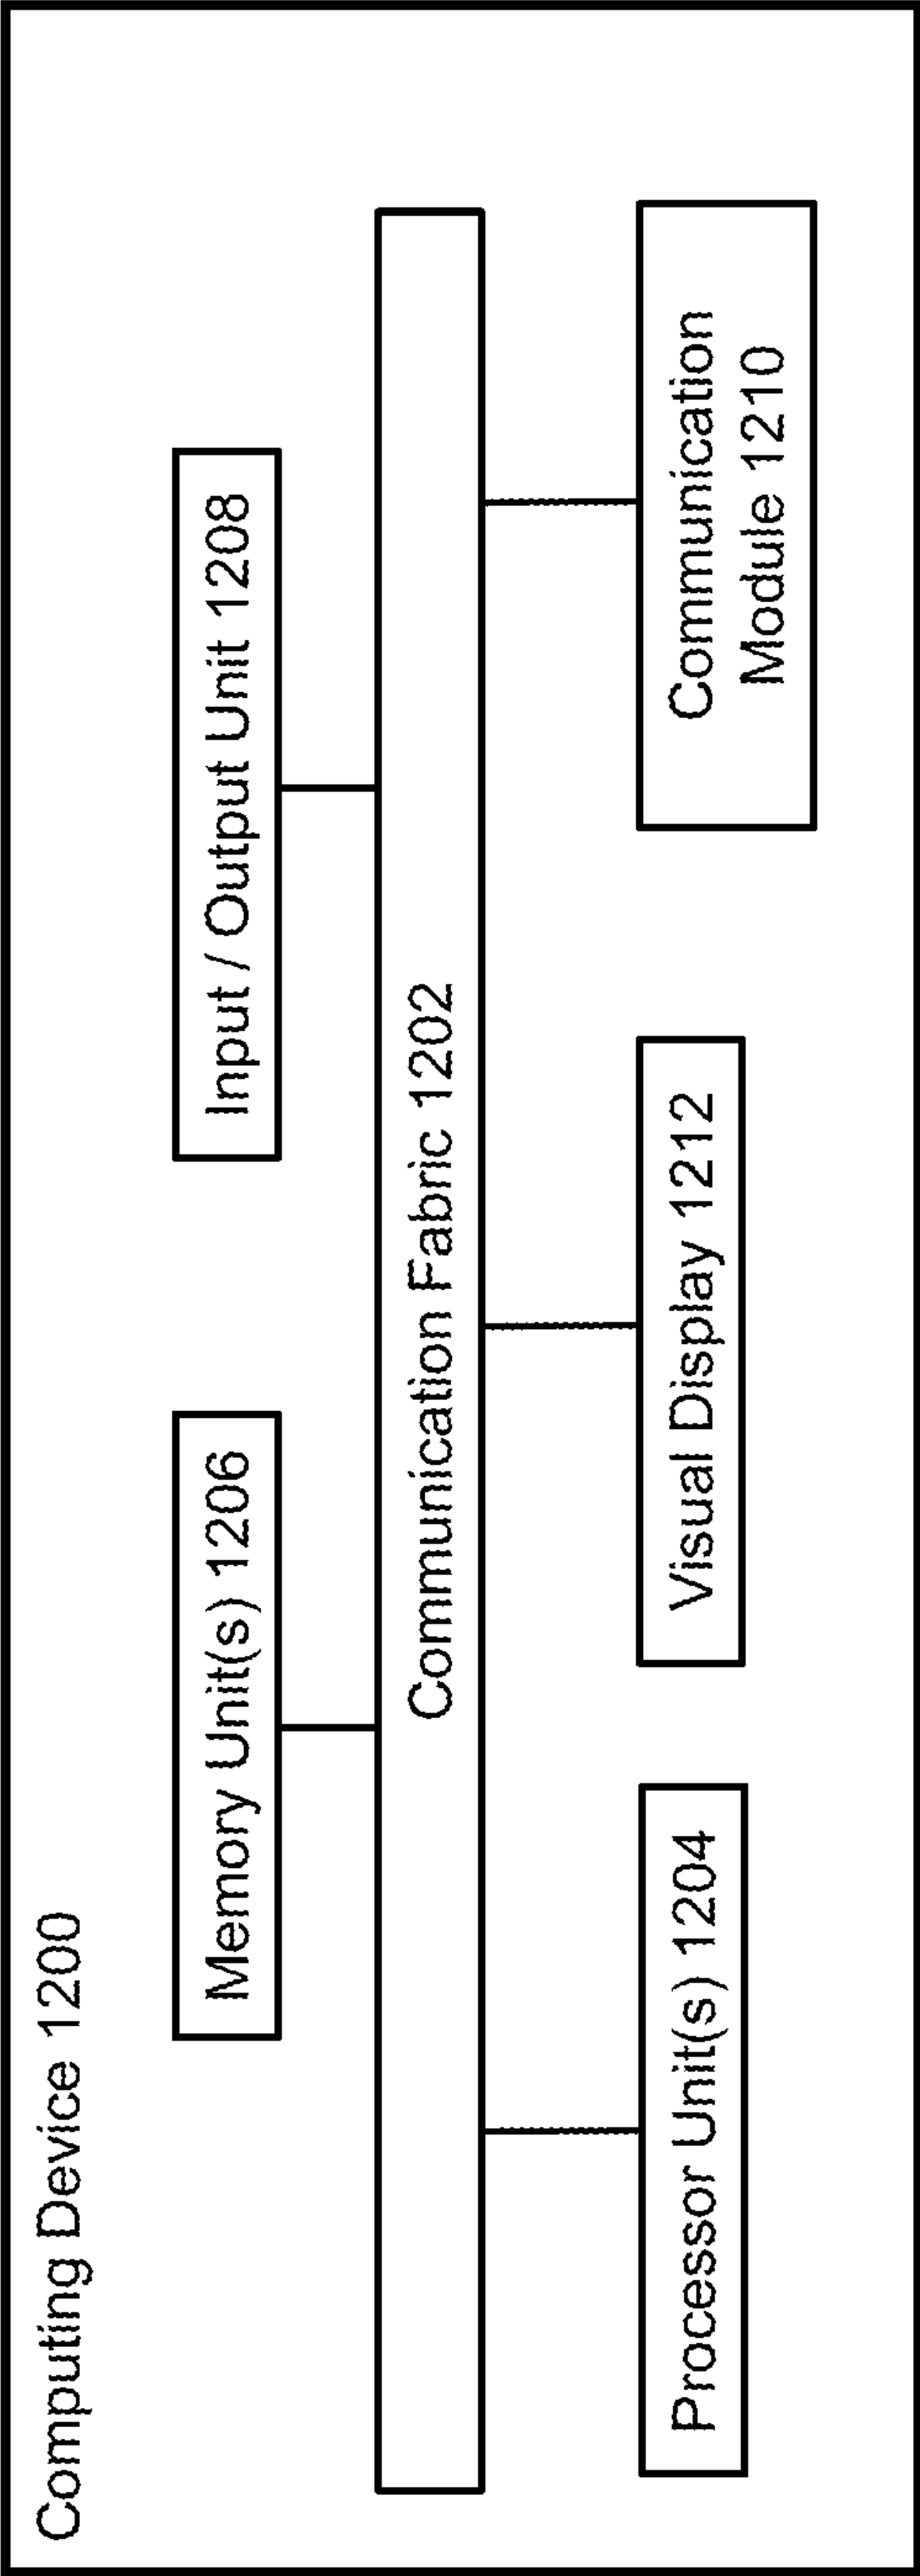 Computing Device 1200
Memory Unit(s) 1206
Input / Output Unit 1208
Communication Fabric 1202
Processor Unit(s) 1204
Visual Display 1212
Communication
Module 1210